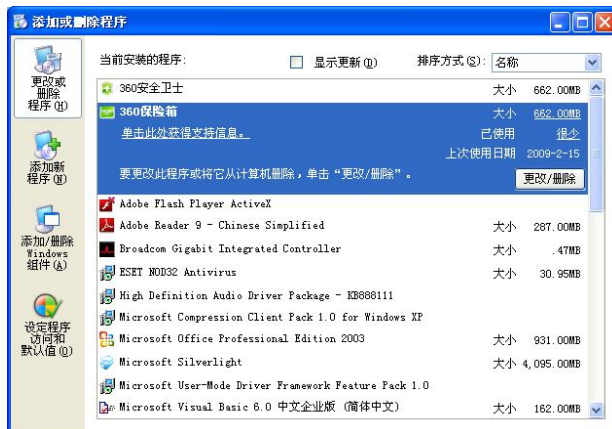 添加或删除程序
更改或
删除
程序(H)
添加新
程序(N)
添加/删除
Windows
组件(A)
设定程序
访问和
默认值(O)
当前安装的程序: 显示更新(D) 排序方式(S): 名称
360安全卫士 大小 662.00MB
360保险箱 大小 662.00MB
单击此处获得支持信息。 已使用 很少
上次使用日期 2009-2-15
要更改此程序或将它从计算机删除，单击“更改/删除”。 更改/删除
Adobe Flash Player ActiveX
Adobe Reader 9 - Chinese Simplified 大小 287.00MB
Broadcom Gigabit Integrated Controller 大小 .47MB
ESET NOD32 Antivirus 大小 30.95MB
High Definition Audio Driver Package - KB888111
Microsoft Compression Client Pack 1.0 for Windows XP
Microsoft Office Professional Edition 2003 大小 931.00MB
Microsoft Silverlight 大小 4,095.00MB
Microsoft User-Mode Driver Framework Feature Pack 1.0
Microsoft Visual Basic 6.0 中文企业版 (简体中文) 大小 162.00MB